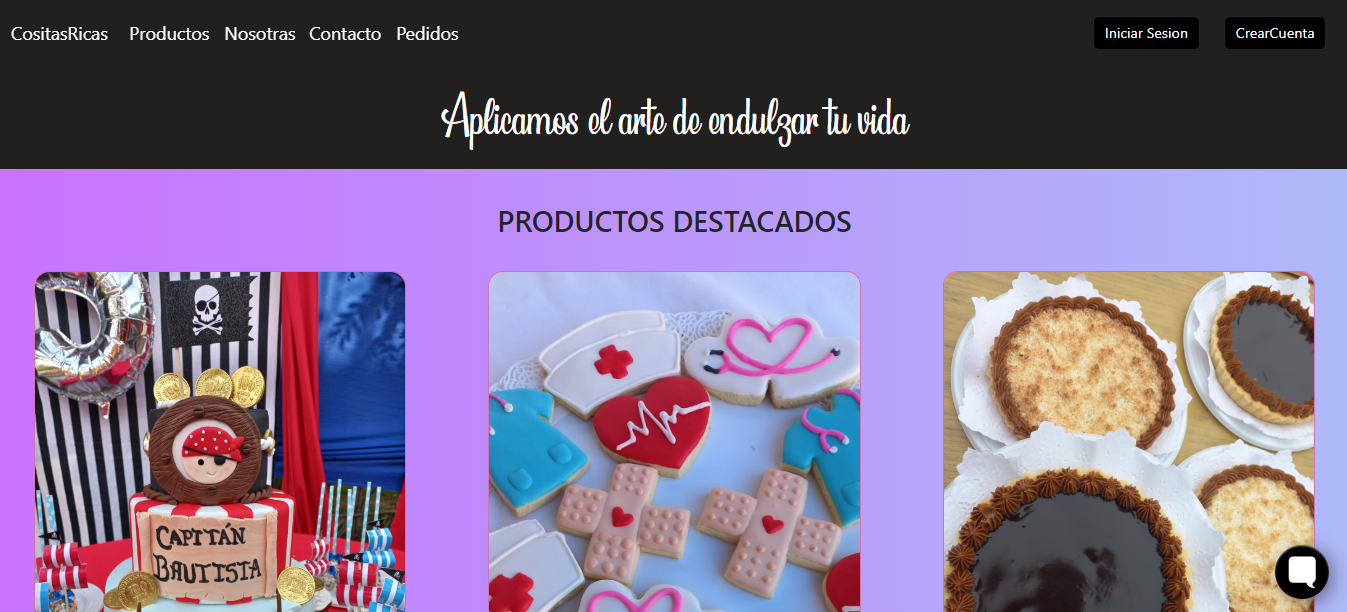 CositasRicas Productos Nosotras Contacto Pedidos Iniciar Sesion CrearCuenta
Aplicamos el arte de endulzar tu vida
PRODUCTOS DESTACADOS
CAPITÁN
BAUTISTA